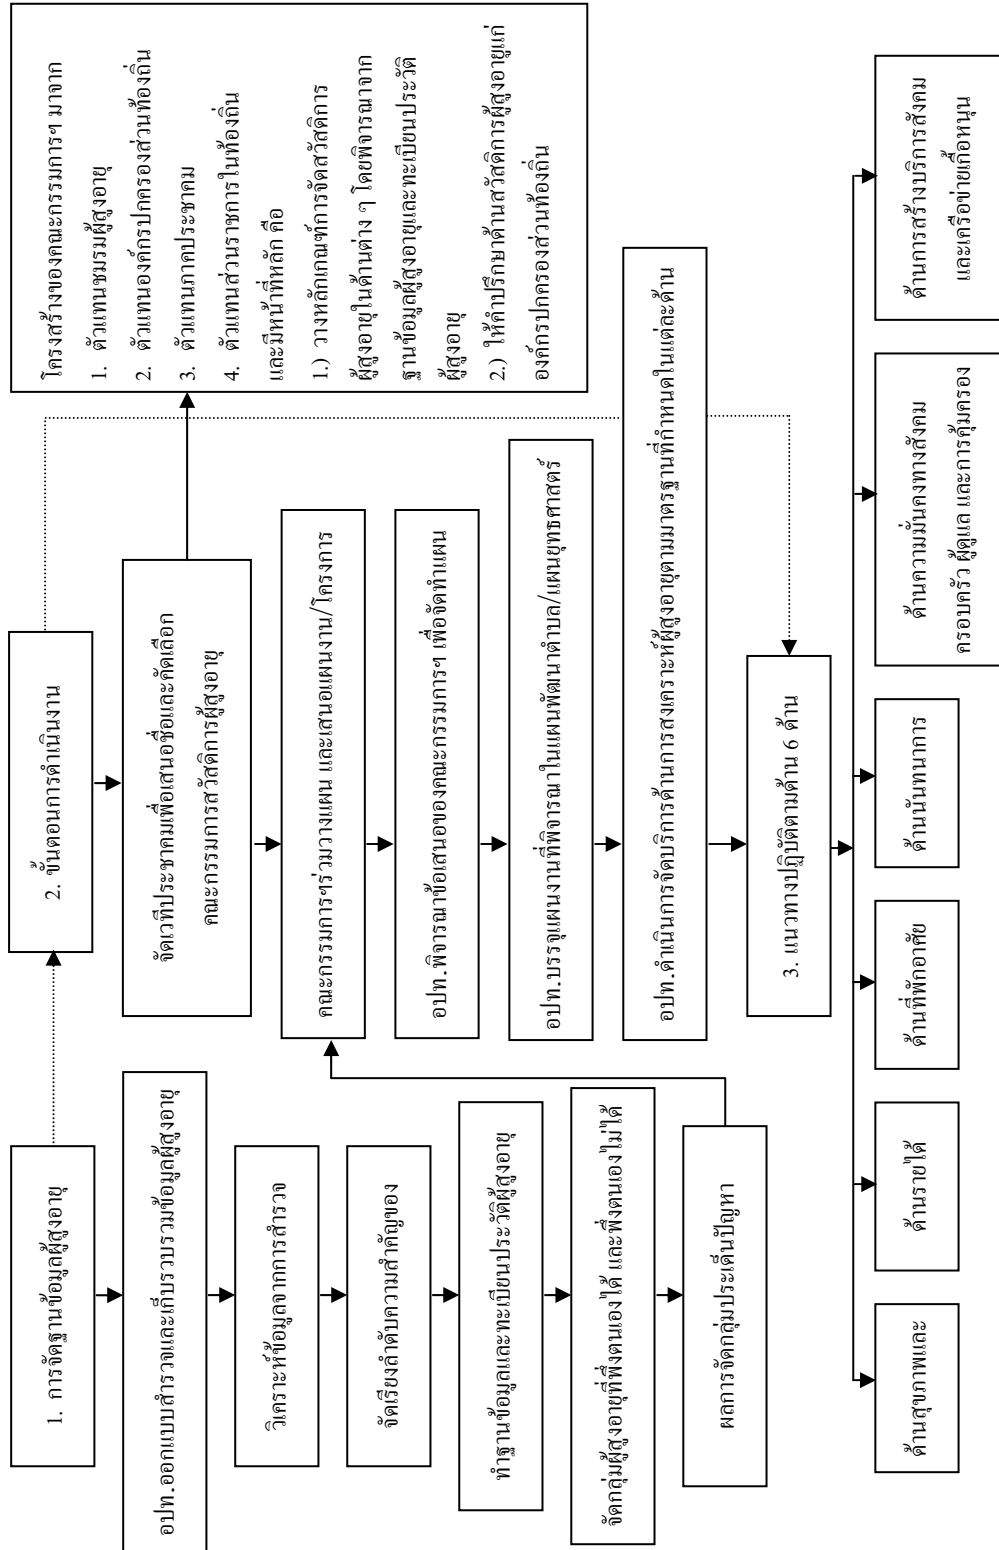 1. การจัดฐานข้อมูลผู้สูงอายุ
อปท.ออกแบบสำรวจและเก็บรวบรวมข้อมูลผู้สูงอายุ
วิเคราะห์ข้อมูลจากการสำรวจ
จัดเรียงลำดับความสำคัญของ
ทำฐานข้อมูลและทะเบียนประวัติผู้สูงอายุ
จัดกลุ่มผู้สูงอายุที่พึ่งตนเองได้ และพึ่งตนเองไม่ได้
ผลการจัดกลุ่มประเด็นปัญหา
2. ขั้นตอนการดำเนินงาน
จัดเวทีประชาคมเพื่อเสนอชื่อและคัดเลือก
คณะกรรมการสวัสดิการผู้สูงอายุ
คณะกรรมการฯร่วมวางแผน และเสนอแผนงาน/โครงการ
อปท.พิจารณาข้อเสนอของคณะกรรมการฯ เพื่อจัดทำแผน
อปท.บรรจุแผนงานที่พิจารณาในแผนพัฒนาตำบล/แผนยุทธศาสตร์
อปท.ดำเนินการจัดบริการด้านการสงเคราะห์ผู้สูงอายุตามมาตรฐานที่กำหนดในแต่ละด้าน
โครงสร้างของคณะกรรมการฯ มาจาก
1. ตัวแทนชมรมผู้สูงอายุ
2. ตัวแทนองค์กรปกครองส่วนท้องถิ่น
3. ตัวแทนภาคประชาคม
4. ตัวแทนส่วนราชการในท้องถิ่น
และมีหน้าที่หลัก คือ
1.) วางหลักเกณฑ์การจัดสวัสดิการ
ผู้สูงอายุในด้านต่าง ๆ โดยพิจารณาจาก
ฐานข้อมูลผู้สูงอายุและทะเบียนประวัติ
ผู้สูงอายุ
2.) ให้คำปรึกษาด้านสวัสดิการผู้สูงอายุแก่
องค์กรปกครองส่วนท้องถิ่น
3. แนวทางปฏิบัติตามด้าน 6 ด้าน
ด้านสุขภาพและ
ด้านรายได้
ด้านที่พักอาศัย
ด้านนันทนาการ
ด้านความมั่นคงทางสังคม
ครอบครัว ผู้ดูแล และการคุ้มครอง
ด้านการสร้างบริการสังคม
และเครือข่ายเกื้อหนุน